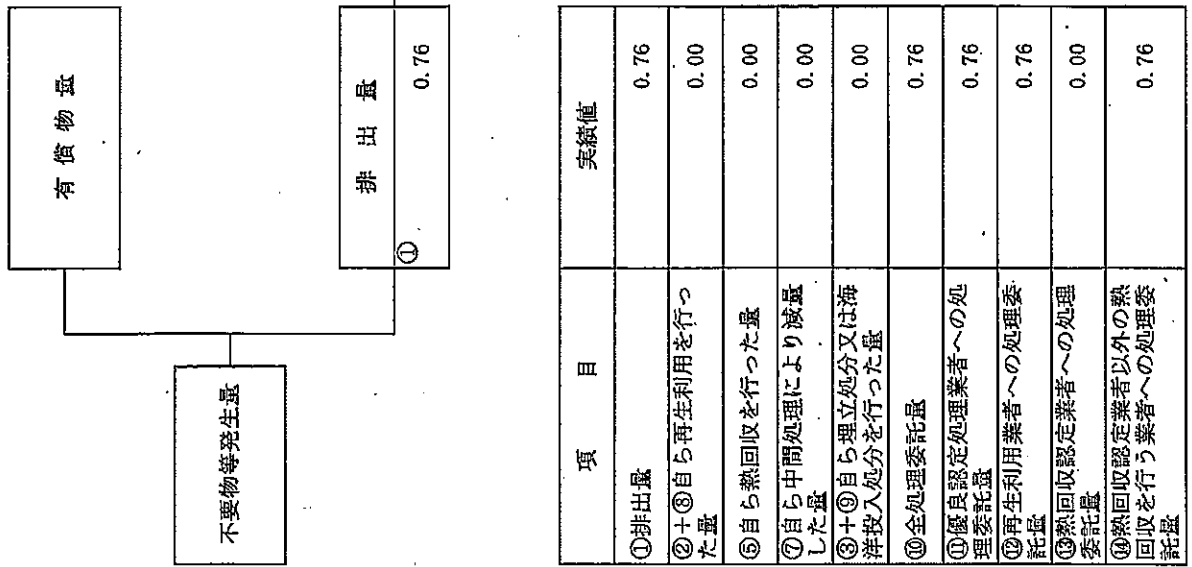 有償物量
不要物等発生量
排出量
①
0.76
項目
実績値
①排出量
0.76
②+⑧自ら再生利用を行っ
た量
0.00
⑤自ら熱回収を行った量
0.00
⑦自ら中間処理により減量
した量
0.00
③+⑨自ら埋立処分又は海
洋投入処分を行った量
0.00
⑩全処理委託量
0.76
⑪優良認定処理業者への処
理委託量
0.76
⑫再生利用業者への処理委
託量
0.76
⑬熱回収認定業者への処理
委託量
0.00
⑭熱回収認定業者以外の熱
回収を行う業者への処理委
託量
0.76